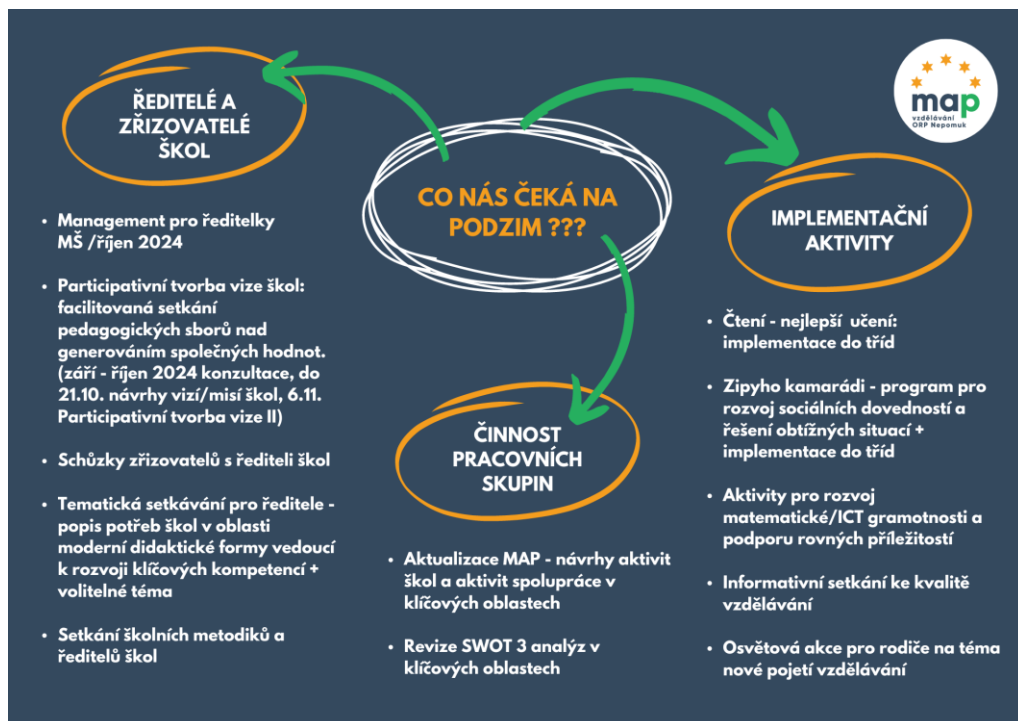 ŘEDITELÉ A
ZŘIZOVATELÉ
ŠKOL
• Management pro ředitelky
MŠ /říjen 2024
• Participativní tvorba vize škol:
facilitovaná setkání
pedagogických sborů nad
generováním společných hodnot.
(září - říjen 2024 konzultace, do
21.10. návrhy vizí/misí škol, 6.11.
Participativní tvorba vize II)
• Schůzky zřizovatelů s řediteli škol
• Tematická setkávání pro ředitele -
popis potřeb škol v oblasti
moderní didaktické formy vedoucí
k rozvoji klíčových kompetencí +
volitelné téma
• Setkání školních metodiků a
ředitelů škol
CO NÁS ČEKÁ NA
PODZIM ???
ČINNOST
PRACOVNÍCH
SKUPIN
• Aktualizace MAP - návrhy aktivit
škol a aktivit spolupráce v
klíčových oblastech
• Revize SWOT 3 analýz v
klíčových oblastech
map
vzdělávání
ORP Nepomuk
IMPLEMENTAČNÍ
AKTIVITY
• Čtení - nejlepší učení:
implementace do tříd
• Zipyho kamarádi - program pro
rozvoj sociálních dovedností a
řešení obtížných situací +
implementace do tříd
• Aktivity pro rozvoj
matematické/ICT gramotnosti a
podporu rovných příležitostí
• Informativní setkání ke kvalitě
vzdělávání
• Osvětová akce pro rodiče na téma
nové pojetí vzdělávání